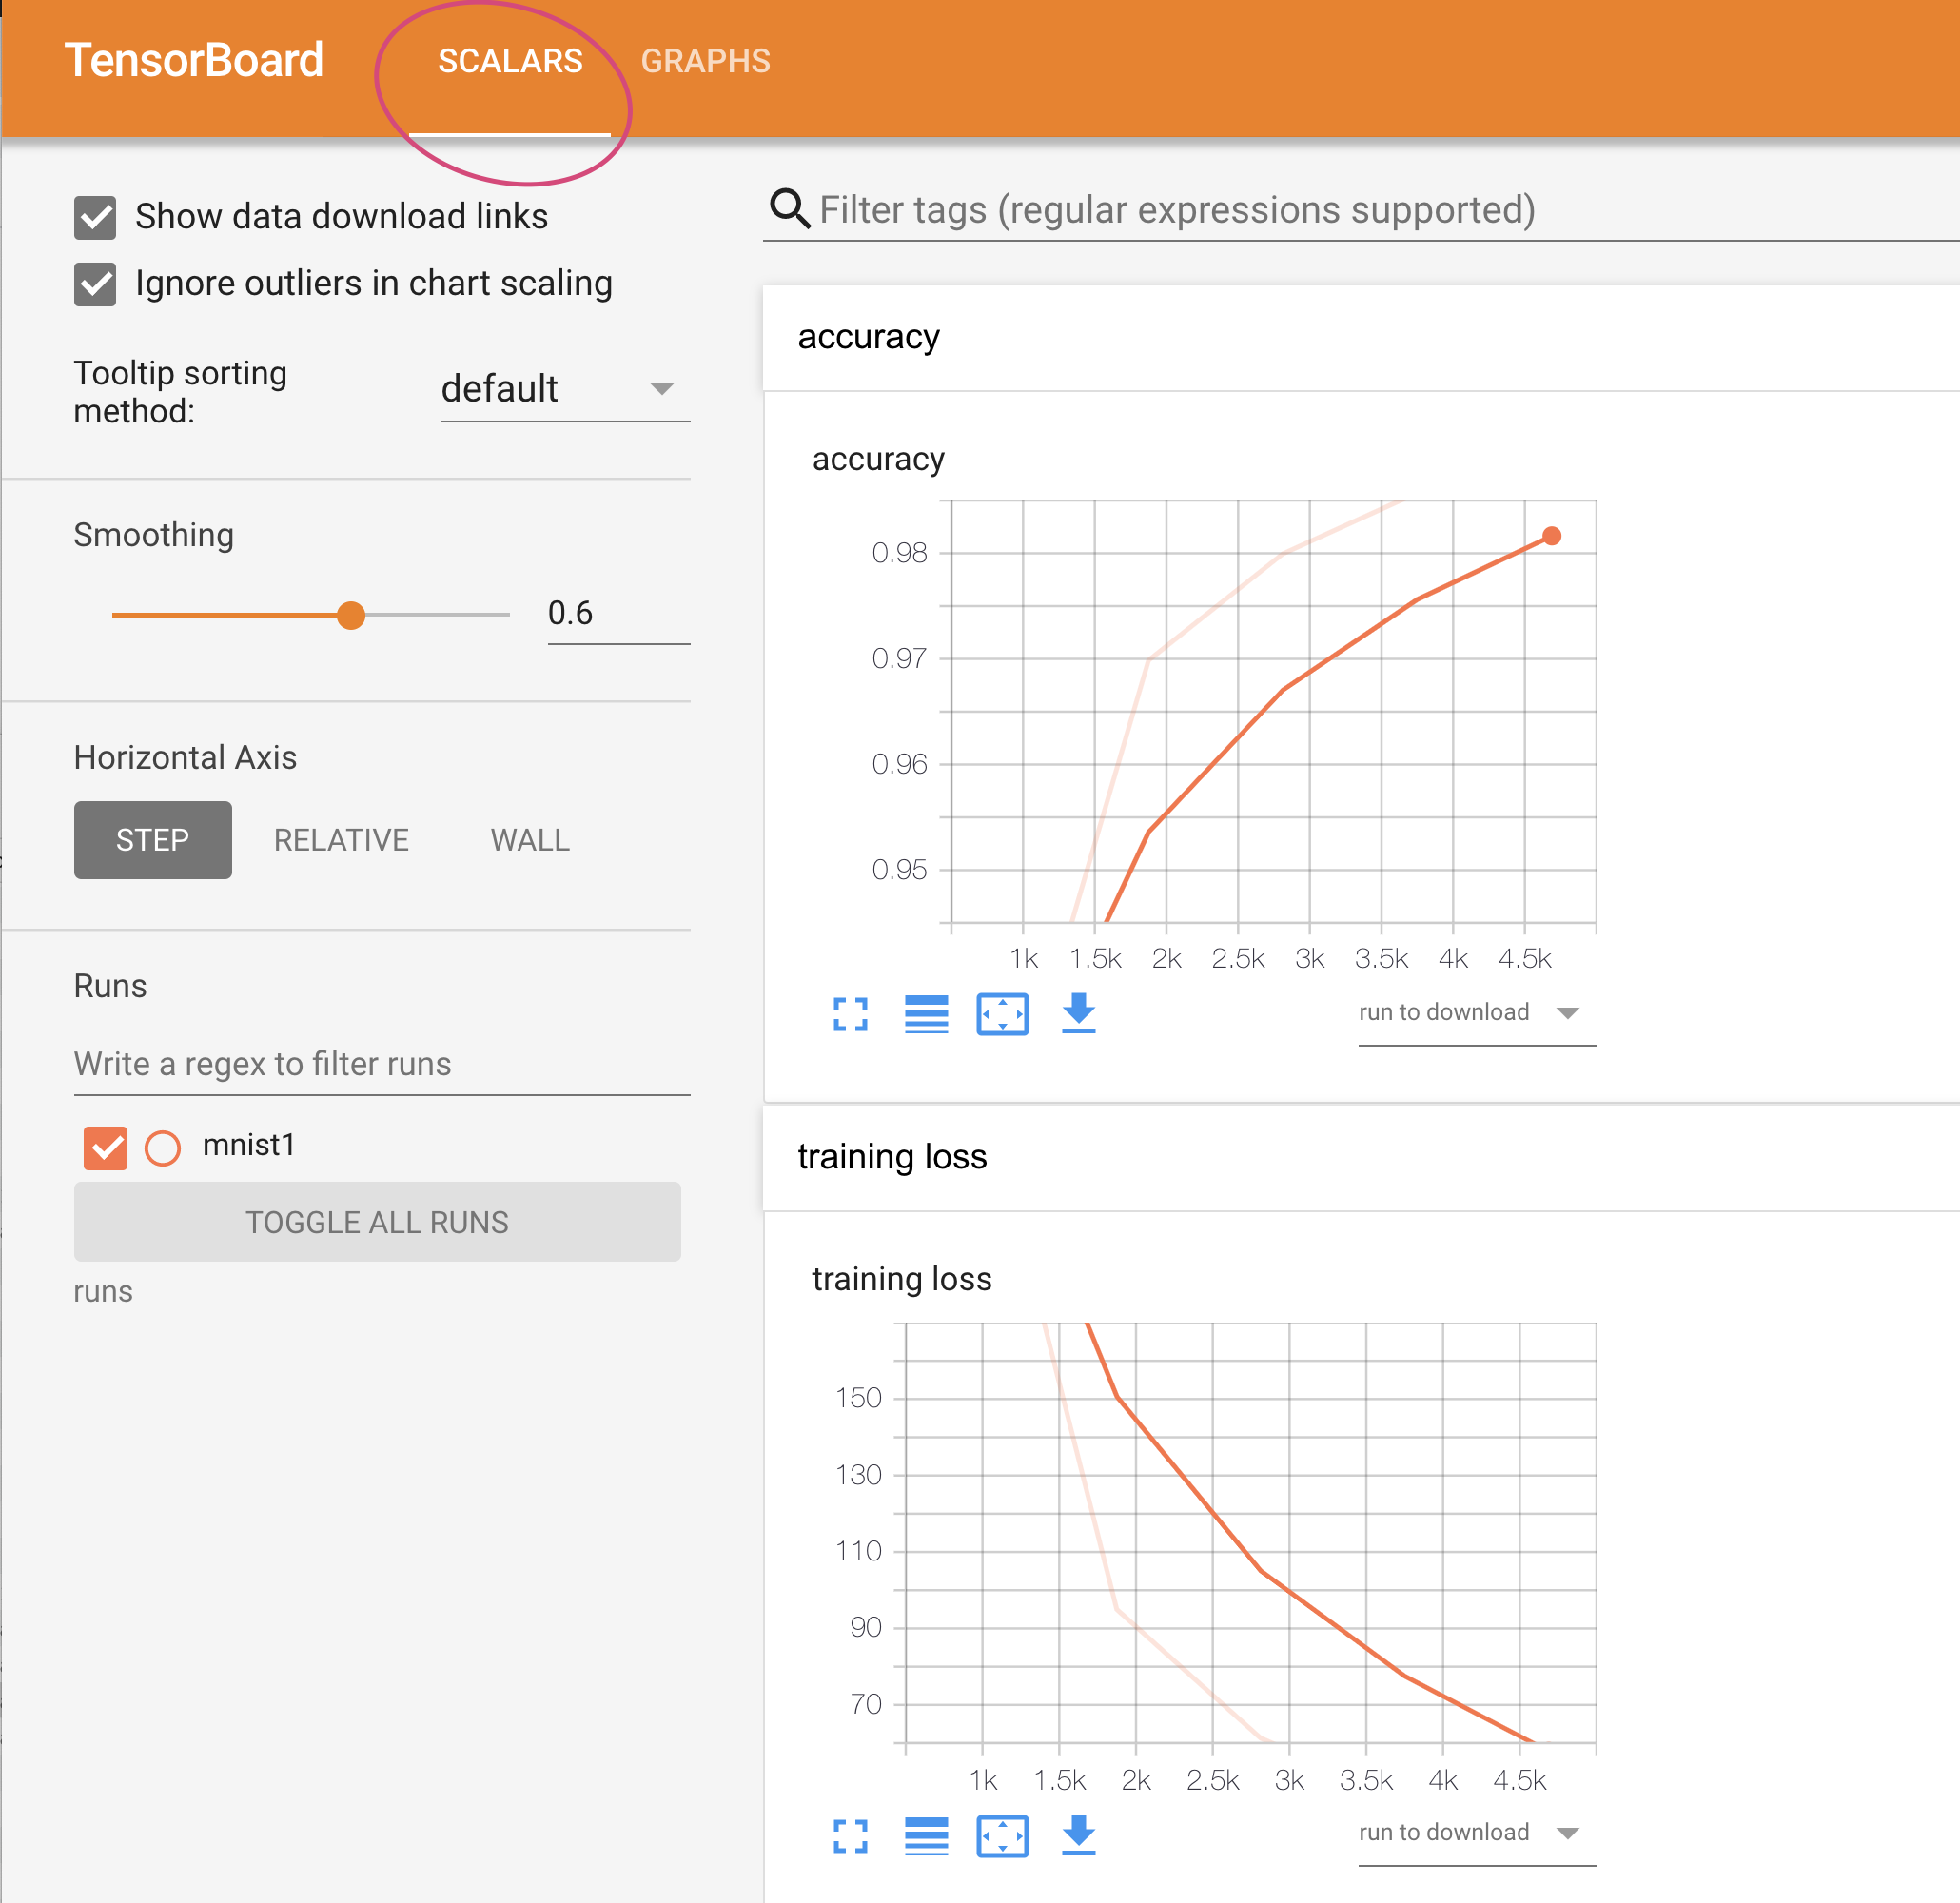 TensorBoard
SCALARS
GRAPHS
Show data download links
Ignore outliers in chart scaling
Tooltip sorting
method:
default
Smoothing
0.6
Horizontal Axis
STEP
RELATIVE
WALL
Runs
Write a regex to filter runs
mnist1
TOGGLE ALL RUNS
runs
Filter tags (regular expressions supported)
accuracy
accuracy
0.98
0.97
0.96
0.95
1k 1.5k 2k 2.5k 3k 3.5k 4k 4.5k
run to download
training loss
training loss
150
130
110
90
70
1k 1.5k 2k 2.5k 3k 3.5k 4k 4.5k
run to download